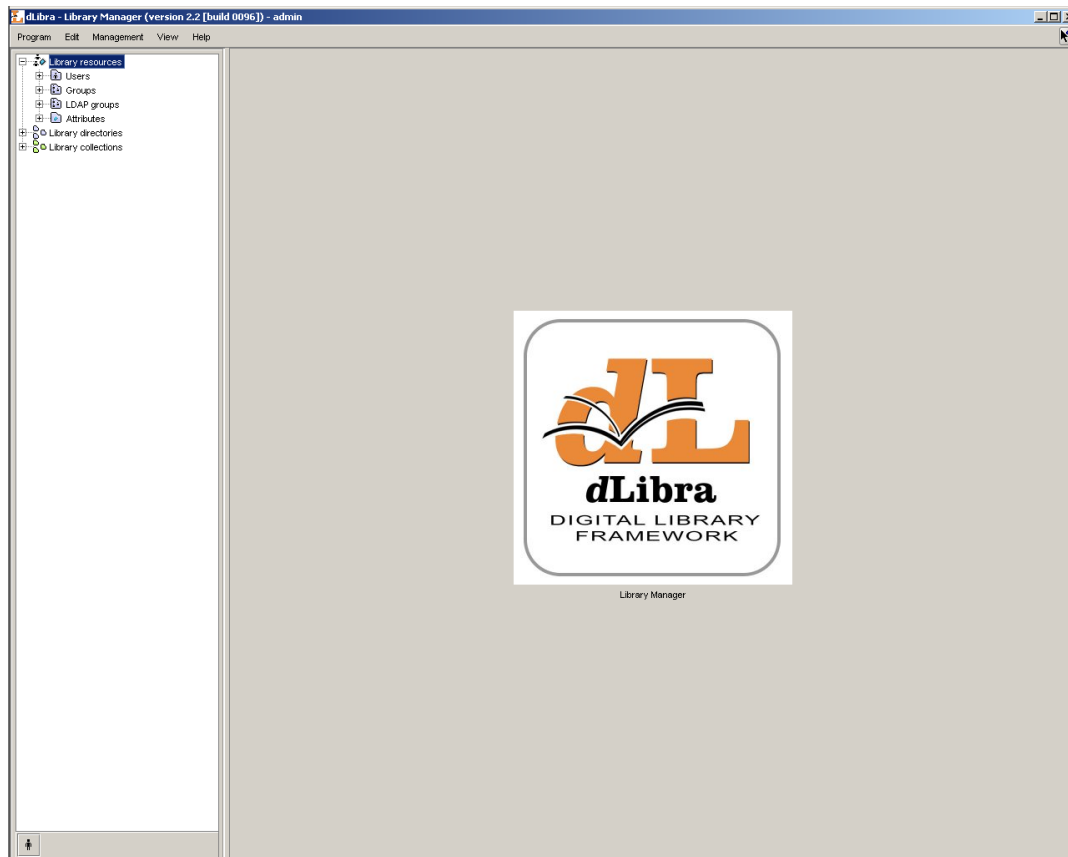 dLibra - Library Manager (version 2.2 [build 0096]) - admin
Program Edit Management View Help
Library resources
Users
Groups
LDAP groups
Attributes
Library directories
Library collections
dL
dLibra
DIGITAL LIBRARY
FRAMEWORK
Library Manager